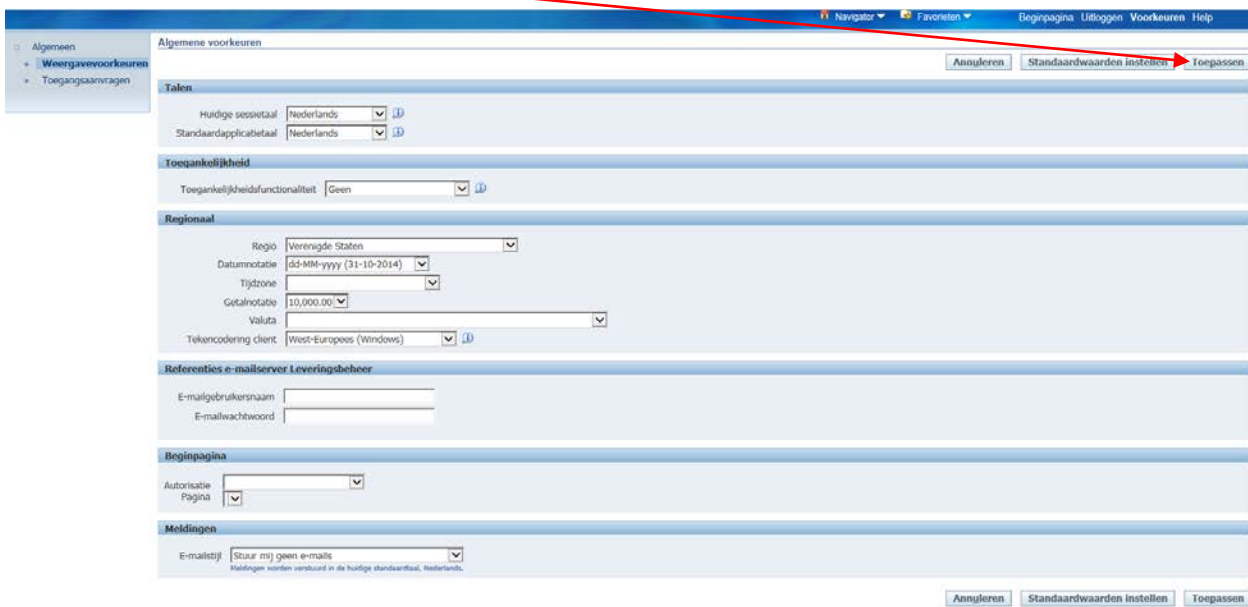 Navigator Favorieten Beginpagina Uitloggen Voorkeuren Help
Algemeen
Weergavevoorkeuren
Toegangsaanvragen
Algemene voorkeuren
Annuleren Standaardwaarden instellen Toepassen
Talen
Huidige sessietaal Nederlands
Standaardapplicatietaal Nederlands
Toegankelijkheid
Toegankelijkheidsfunctionaliteit Geen
Regionaal
Regio Verenigde Staten
Datumnotatie dd-MM-yyyy (31-10-2014)
Tijdzone
Getalnotatie 10,000.00
Valuta
Tekencodering client West-Europees (Windows)
Referenties e-mailserver Leveringsbeheer
E-mailgebruikersnaam
E-mailwachtwoord
Beginpagina
Autorisatie
Pagina
Meldingen
E-mailstijl Stuur mij geen e-mails
Meldingen worden verstuurd in de huidige standaardtaal, Nederlands.
Annuleren Standaardwaarden instellen Toepassen